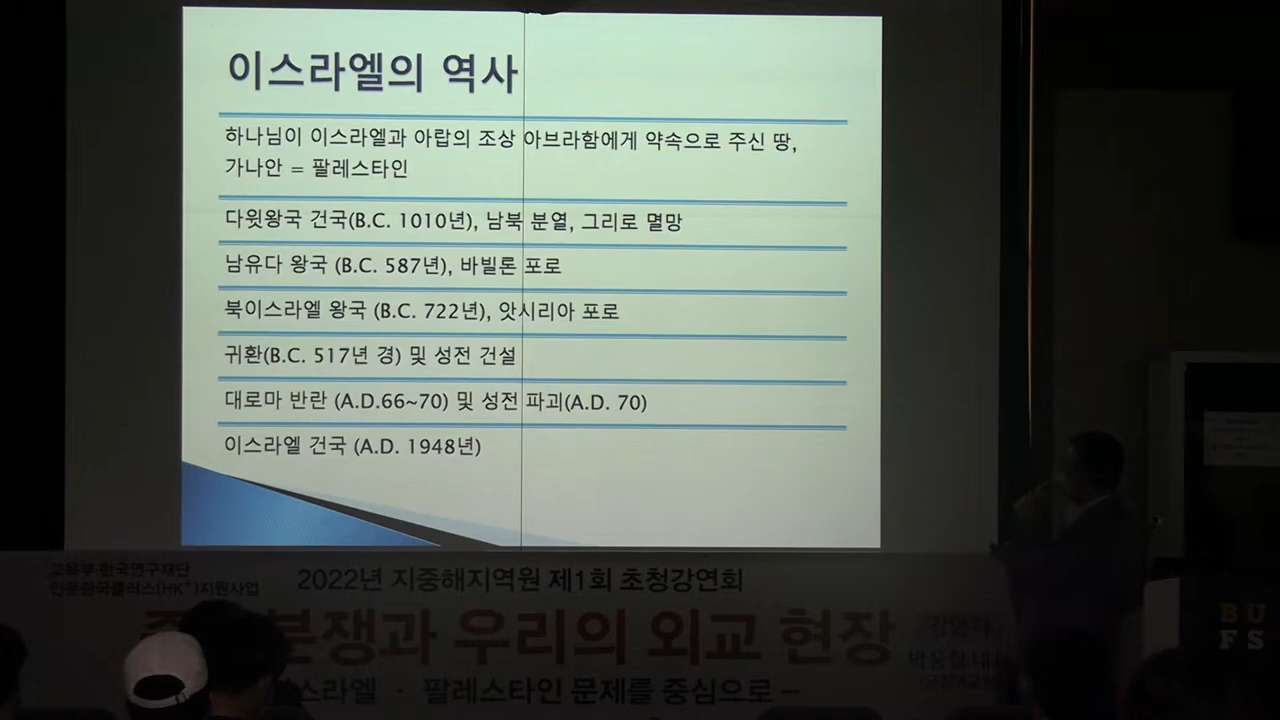 이스라엘의 역사
하나님이 이스라엘과 아랍의 조상 아브라함에게 약속으로 주신 땅,
가나안 = 팔레스타인
다윗왕국 건국(B.C. 1010년), 남북 분열, 그리로 멸망
남유다 왕국 (B.C. 587년), 바빌론 포로
북이스라엘 왕국 (B.C. 722년), 앗시리아 포로
귀환(B.C. 517년 경) 및 성전 건설
대로마 반란 (A.D.66~70) 및 성전 파괴(A.D. 70)
이스라엘 건국 (A.D. 1948년)
교육부 한국연구재단
인문한국플러스(HK⁺)지원사업
2022년 지중해지역원 제1회 초청강연회
분쟁과 우리의 외교 현장
스라엘 · 팔레스타인 문제를 중심으로 –
BU
FS